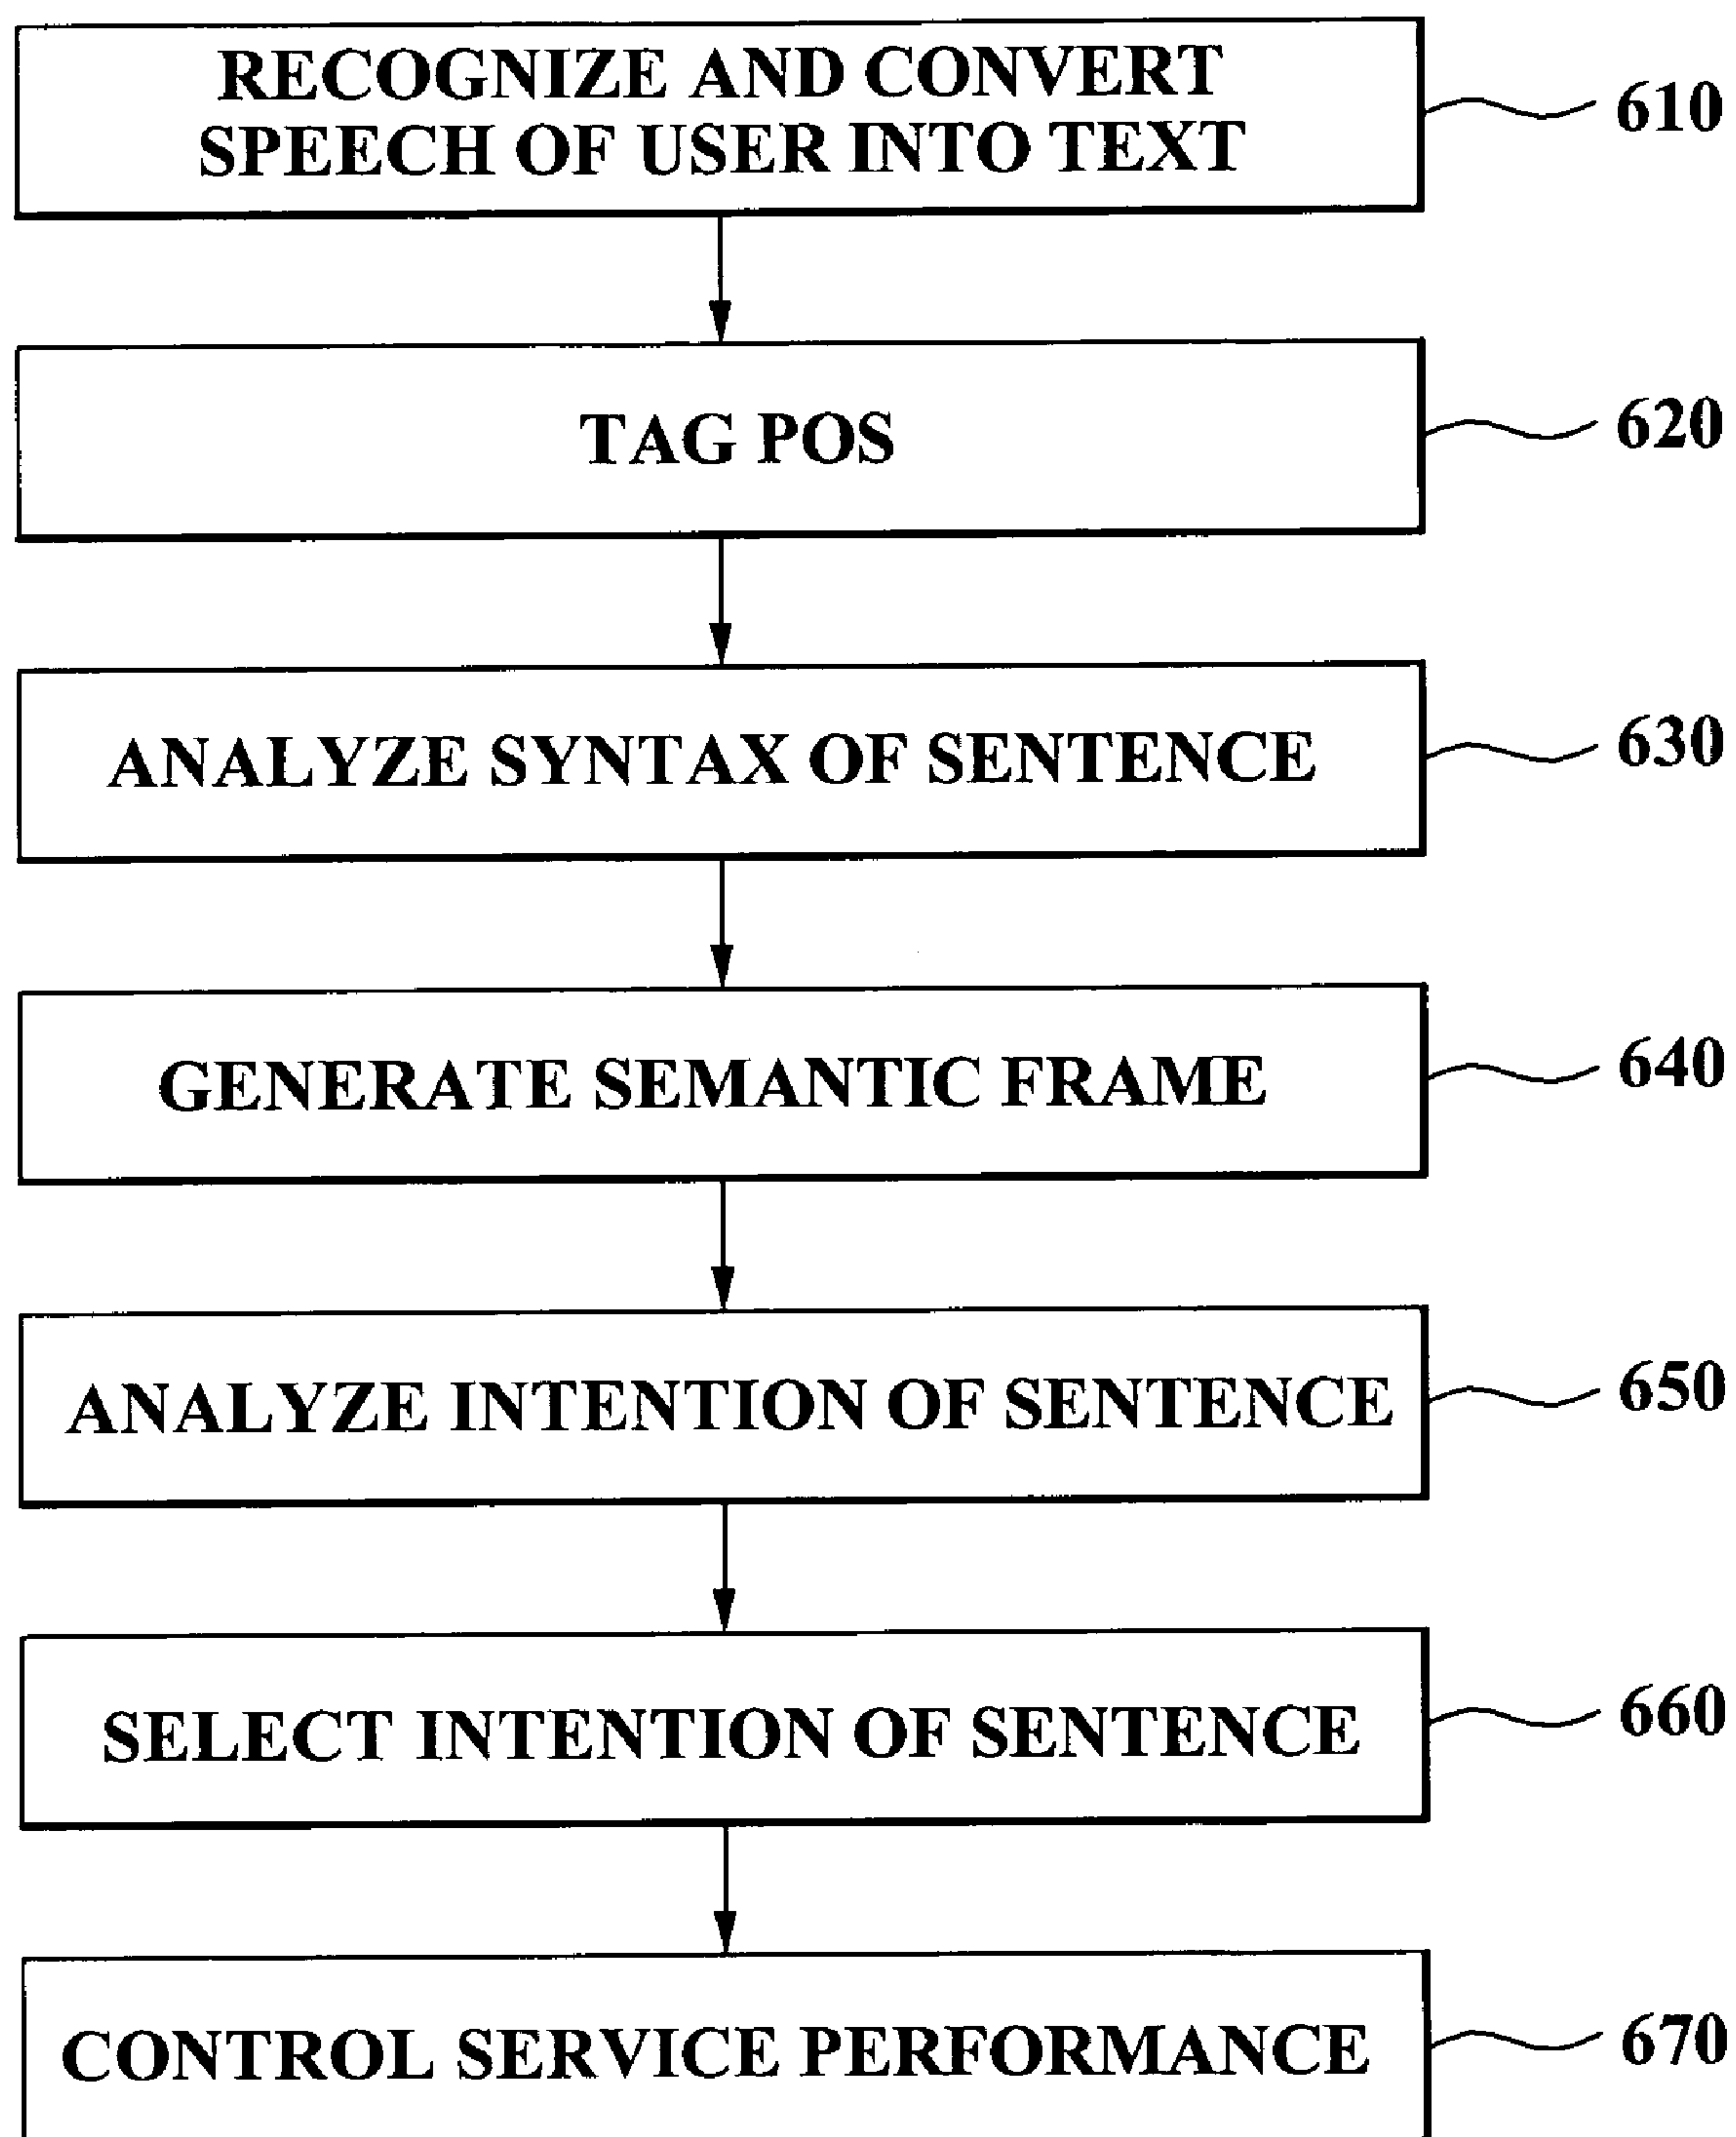 RECOGNIZE AND CONVERT
SPEECH OF USER INTO TEXT
610
TAG POS
620
ANALYZE SYNTAX OF SENTENCE
630
GENERATE SEMANTIC FRAME
640
ANALYZE INTENTION OF SENTENCE
650
SELECT INTENTION OF SENTENCE
660
CONTROL SERVICE PERFORMANCE
670